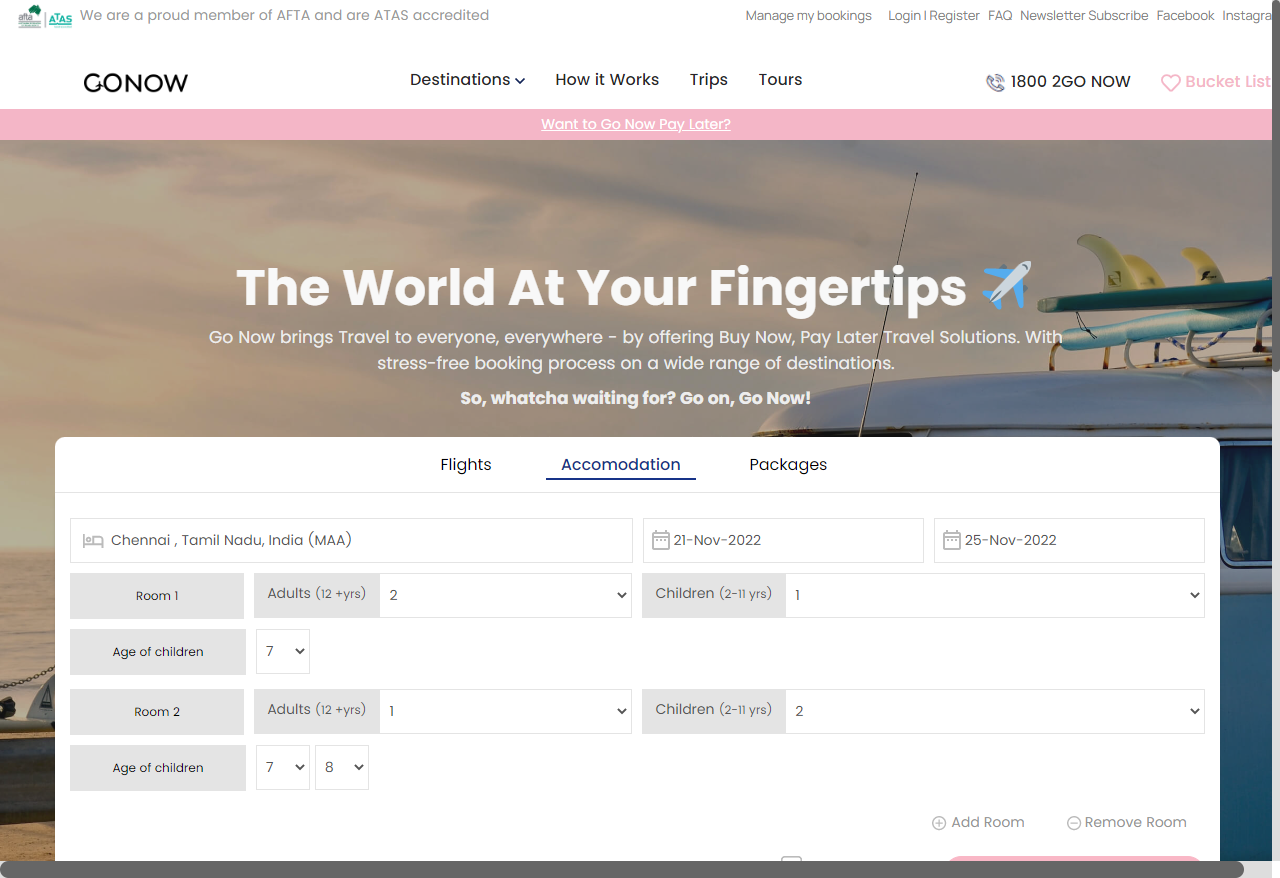 afta ATAS We are a proud member of AFTA and are ATAS accredited Manage my bookings Login | Register FAQ Newsletter Subscribe Facebook Instagra
GONOW Destinations How it Works Trips Tours 1800 2GO NOW Bucket List
Want to Go Now Pay Later?
The World At Your Fingertips
Go Now brings Travel to everyone, everywhere - by offering Buy Now, Pay Later Travel Solutions. With
stress-free booking process on a wide range of destinations.
So, whatcha waiting for? Go on, Go Now!
Flights Accomodation Packages
Chennai , Tamil Nadu, India (MAA) 21-Nov-2022 25-Nov-2022
Room 1 Adults (12 +yrs) 2 Children (2-11 yrs) 1
Age of children 7
Room 2 Adults (12 +yrs) 1 Children (2-11 yrs) 2
Age of children 7 8
Add Room Remove Room